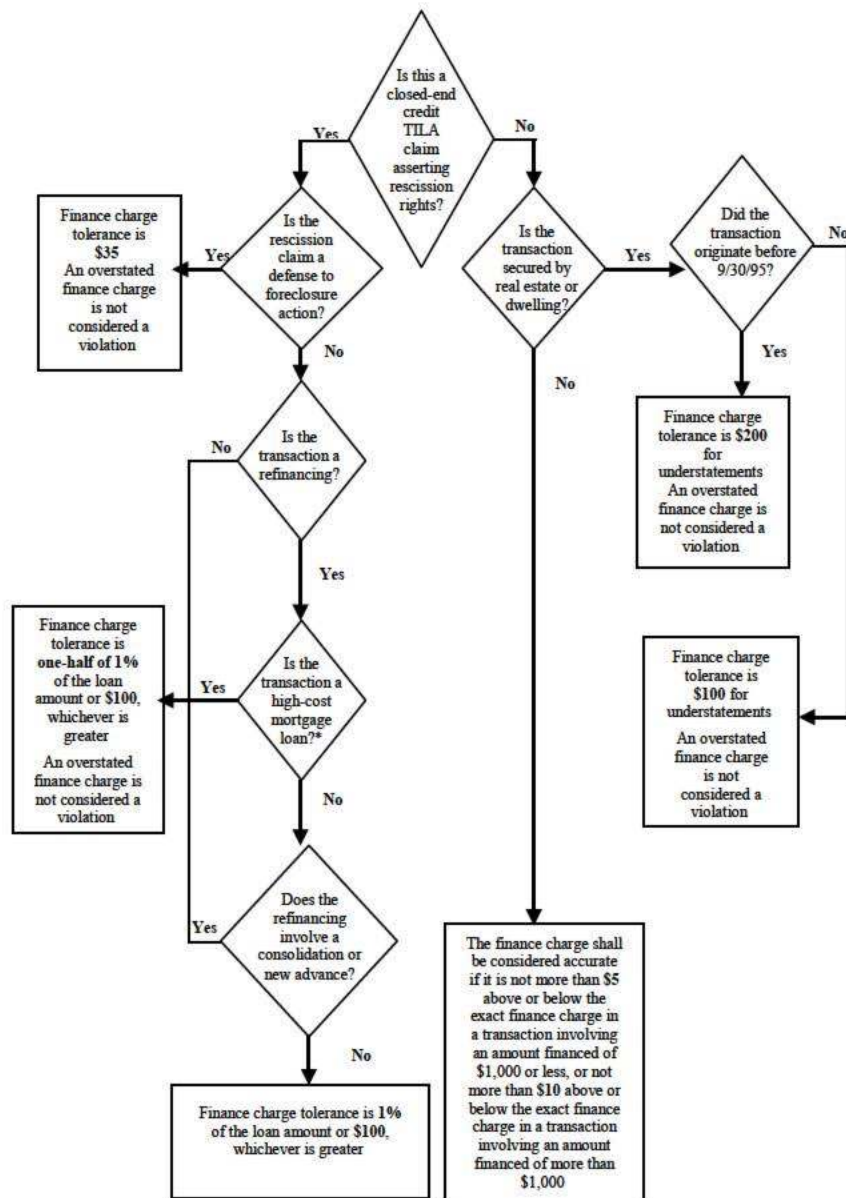 Is this a
closed-end
credit
TILA
claim
asserting
rescission
rights?
Yes
No
Finance charge
tolerance is
$35
An overstated
finance charge
is not
considered a
violation
Yes
Is the
rescission
claim a
defense to
foreclosure
action?
No
Is the
transaction
secured by
real estate or
dwelling?
Yes
No
Did the
transaction
originate before
9/30/95?
No
Yes
Finance charge
tolerance is $200
for
understatements
An overstated
finance charge is
not considered a
violation
No
Is the
transaction a
refinancing?
Yes
Finance charge
tolerance is
one-half of 1%
of the loan
amount or $100,
whichever is
greater
An overstated
finance charge is
not considered a
violation
Yes
Is the
transaction a
high-cost
mortgage
loan?*
No
Finance charge
tolerance is
$100 for
understatements
An overstated
finance charge
is not
considered a
violation
Yes
Does the
refinancing
involve a
consolidation or
new advance?
No
Finance charge tolerance is 1%
of the loan amount or $100,
whichever is greater
The finance charge shall
be considered accurate
if it is not more than $5
above or below the
exact finance charge in
a transaction involving
an amount financed of
$1,000 or less, or not
more than $10 above or
below the exact finance
charge in a transaction
involving an amount
financed of more than
$1,000